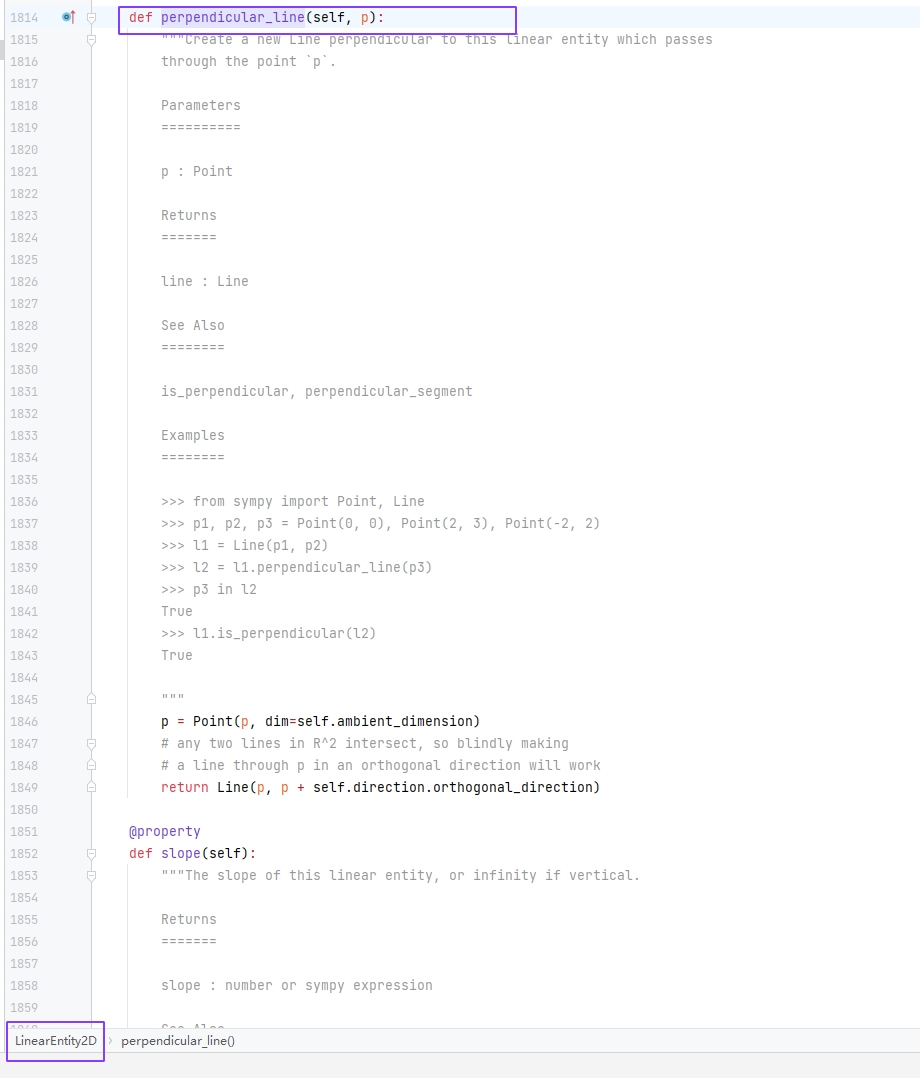 1814 def perpendicular_line(self, p):
1815 """Create a new Line perpendicular to this linear entity which passes
1816 through the point `p`.
1817
1818 Parameters
1819 ==========
1820
1821 p : Point
1822
1823 Returns
1824 =======
1825
1826 line : Line
1827
1828 See Also
1829 ========
1830
1831 is_perpendicular, perpendicular_segment
1832
1833 Examples
1834 ========
1835
1836 >>> from sympy import Point, Line
1837 >>> p1, p2, p3 = Point(0, 0), Point(2, 3), Point(-2, 2)
1838 >>> l1 = Line(p1, p2)
1839 >>> l2 = l1.perpendicular_line(p3)
1840 >>> p3 in l2
1841 True
1842 >>> l1.is_perpendicular(l2)
1843 True
1844
1845 """
1846 p = Point(p, dim=self.ambient_dimension)
1847 # any two lines in R^2 intersect, so blindly making
1848 # a line through p in an orthogonal direction will work
1849 return Line(p, p + self.direction.orthogonal_direction)
1850
1851 @property
1852 def slope(self):
1853 """The slope of this linear entity, or infinity if vertical.
1854
1855 Returns
1856 =======
1857
1858 slope : number or sympy expression
1859
1860 See Also
LinearEntity2D › perpendicular_line()